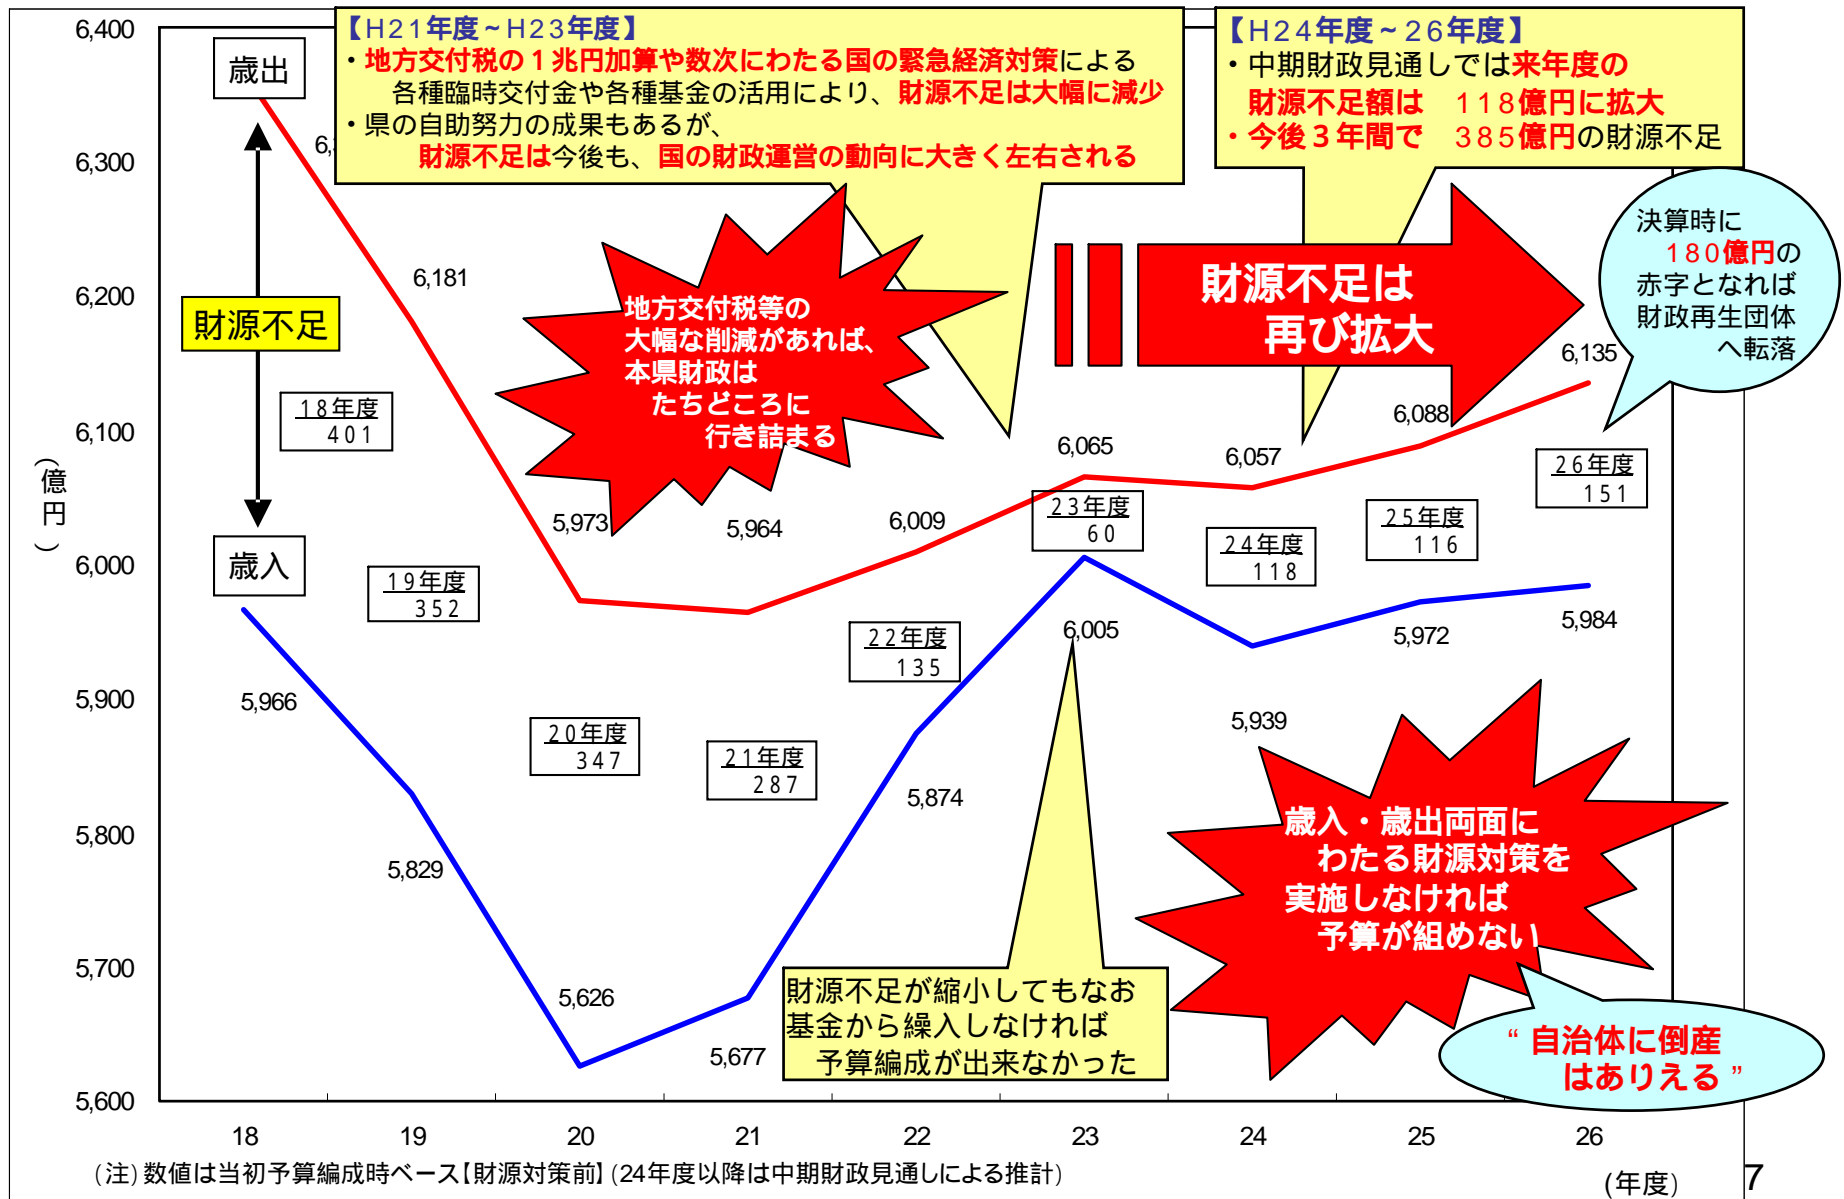 【H21年度~H23年度】
・地方交付税の1兆円加算や数次にわたる国の緊急経済対策による
各種臨時交付金や各種基金の活用により、財源不足は大幅に減少
・県の自助努力の成果もあるが、
財源不足は今後も、国の財政運営の動向に大きく左右される
【H24年度~26年度】
・中期財政見通しでは来年度の
財源不足額は 118億円に拡大
・今後3年間で 385億円の財源不足
歳出
財源不足
歳入
(億円)
6,400
6,300
6,200
6,100
6,000
5,900
5,800
5,700
5,600
地方交付税等の
大幅な削減があれば、
本県財政は
たちどころに
行き詰まる
財源不足は
再び拡大
決算時に
180億円の
赤字となれば
財政再生団体
へ転落
6,181
5,973
5,964
6,009
6,065
6,057
6,088
6,135
18年度
401
19年度
352
20年度
347
21年度
287
22年度
135
23年度
60
24年度
118
25年度
116
26年度
151
5,966
5,829
5,626
5,677
5,874
6,005
5,939
5,972
5,984
歳入・歳出両面に
わたる財源対策を
実施しなければ
予算が組めない
財源不足が縮小してもなお
基金から繰入しなければ
予算編成が出来なかった
“自治体に倒産
はありえる”
18 19 20 21 22 23 24 25 26
(注)数値は当初予算編成時ベース【財源対策前】(24年度以降は中期財政見通しによる推計)
(年度)
7